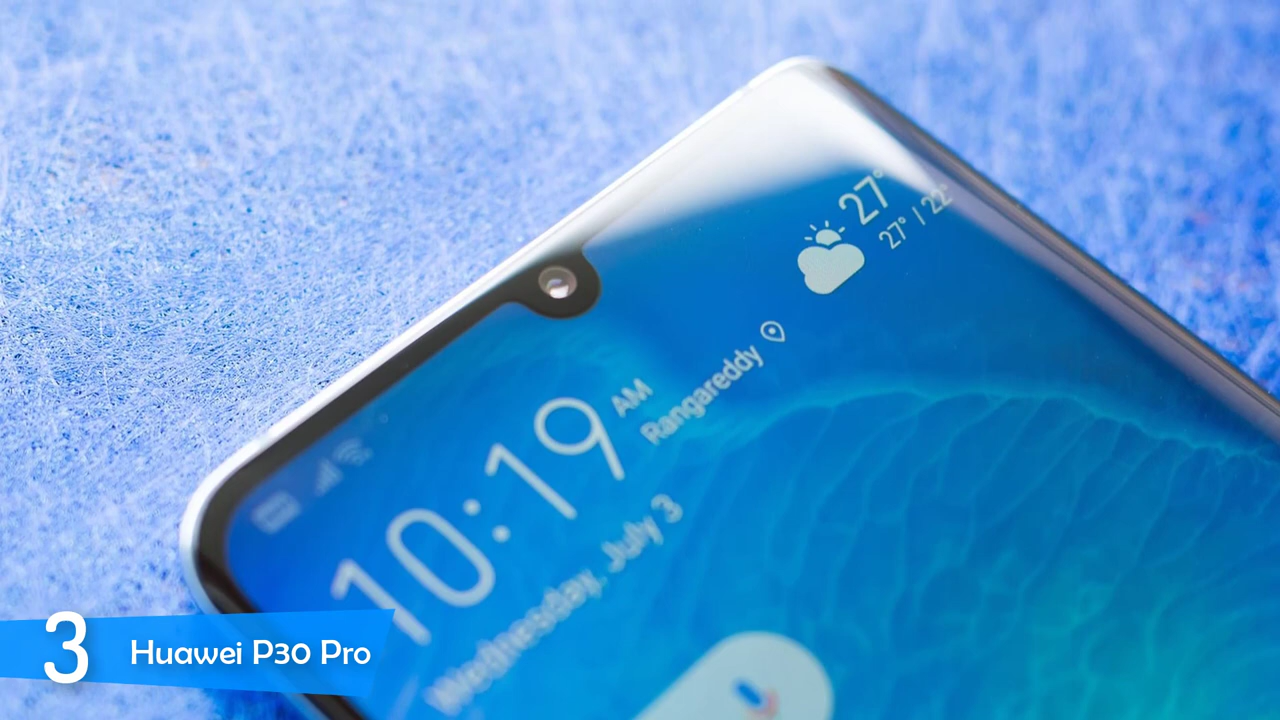 27°
27° / 22°
10:19 AM
Rangareddy
Wednesday, July 3
3
Huawei P30 Pro